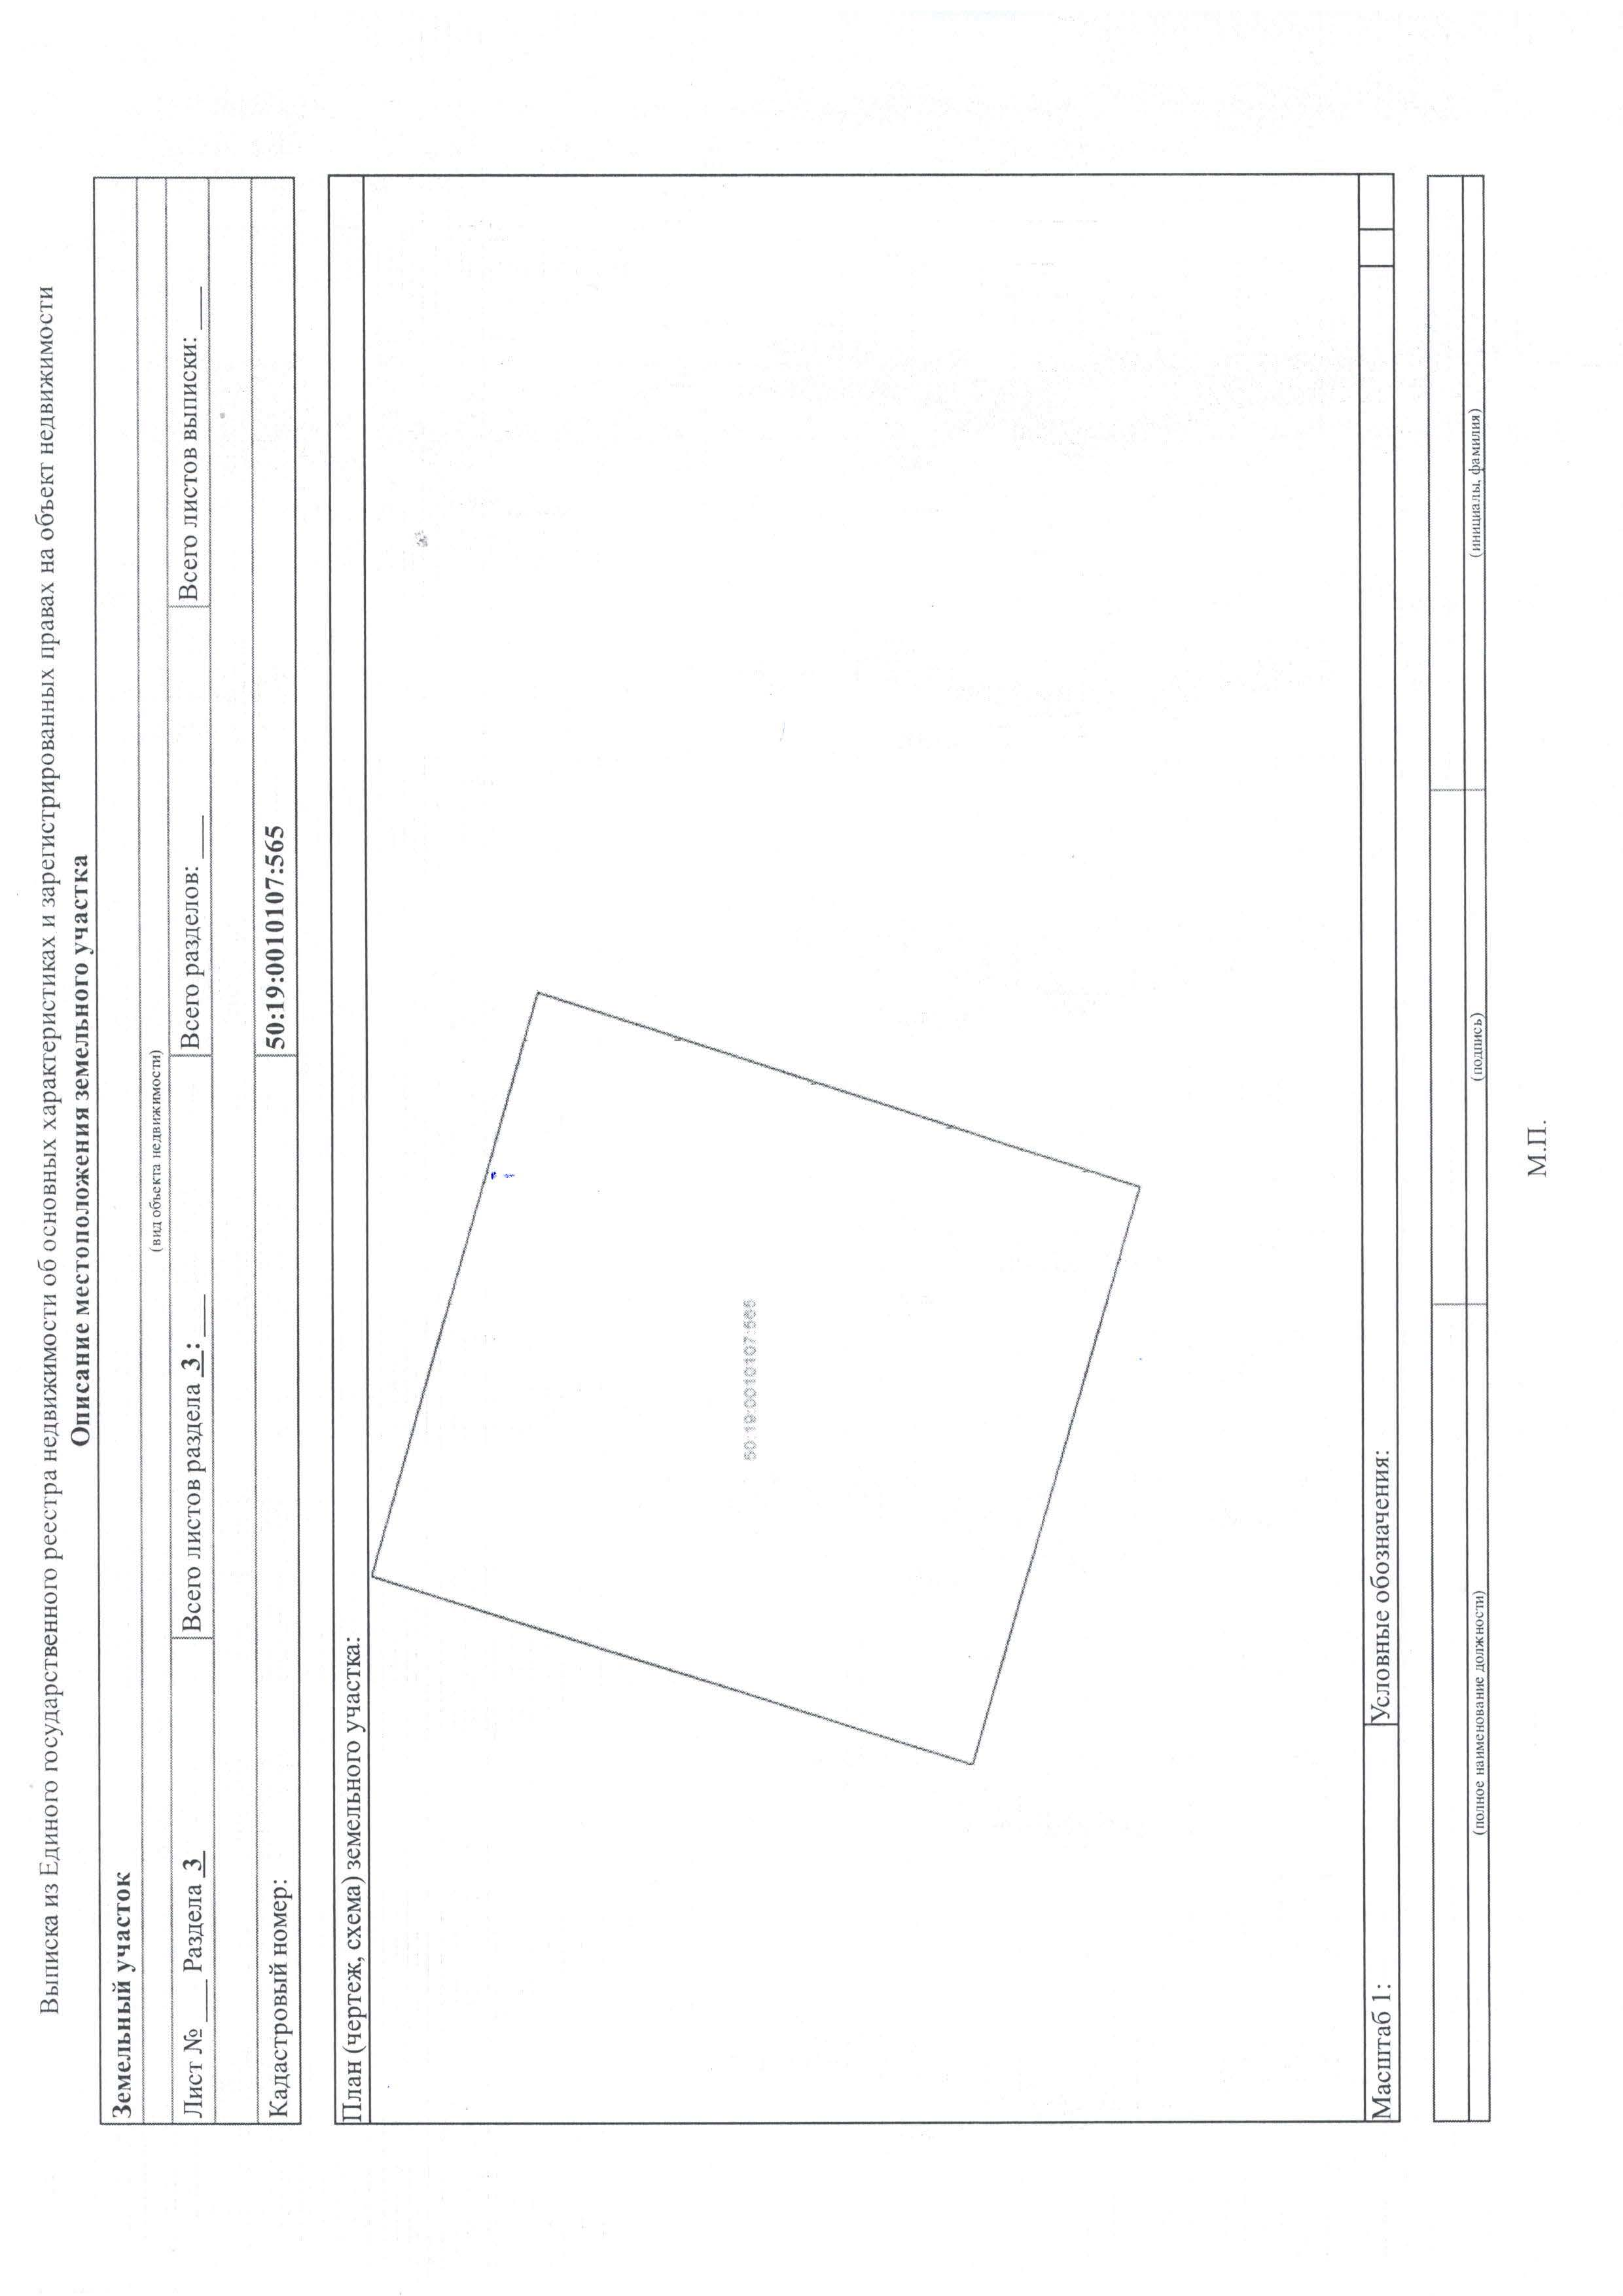 Выписка из Единого государственного реестра недвижимости об основных характеристиках и зарегистрированных правах на объект недвижимости
Описание местоположения земельного участка
Земельный участок
(вид объекта недвижимости)
Лист № ___ Раздела 3 Всего листов раздела 3 : ___ Всего разделов: ___ Всего листов выписки: ___
Кадастровый номер: 50:19:0010107:565
План (чертеж, схема) земельного участка:
50:19:0010107:565
Масштаб 1: Условные обозначения:
(полное наименование должности) (подпись) (инициалы, фамилия)
М.П.